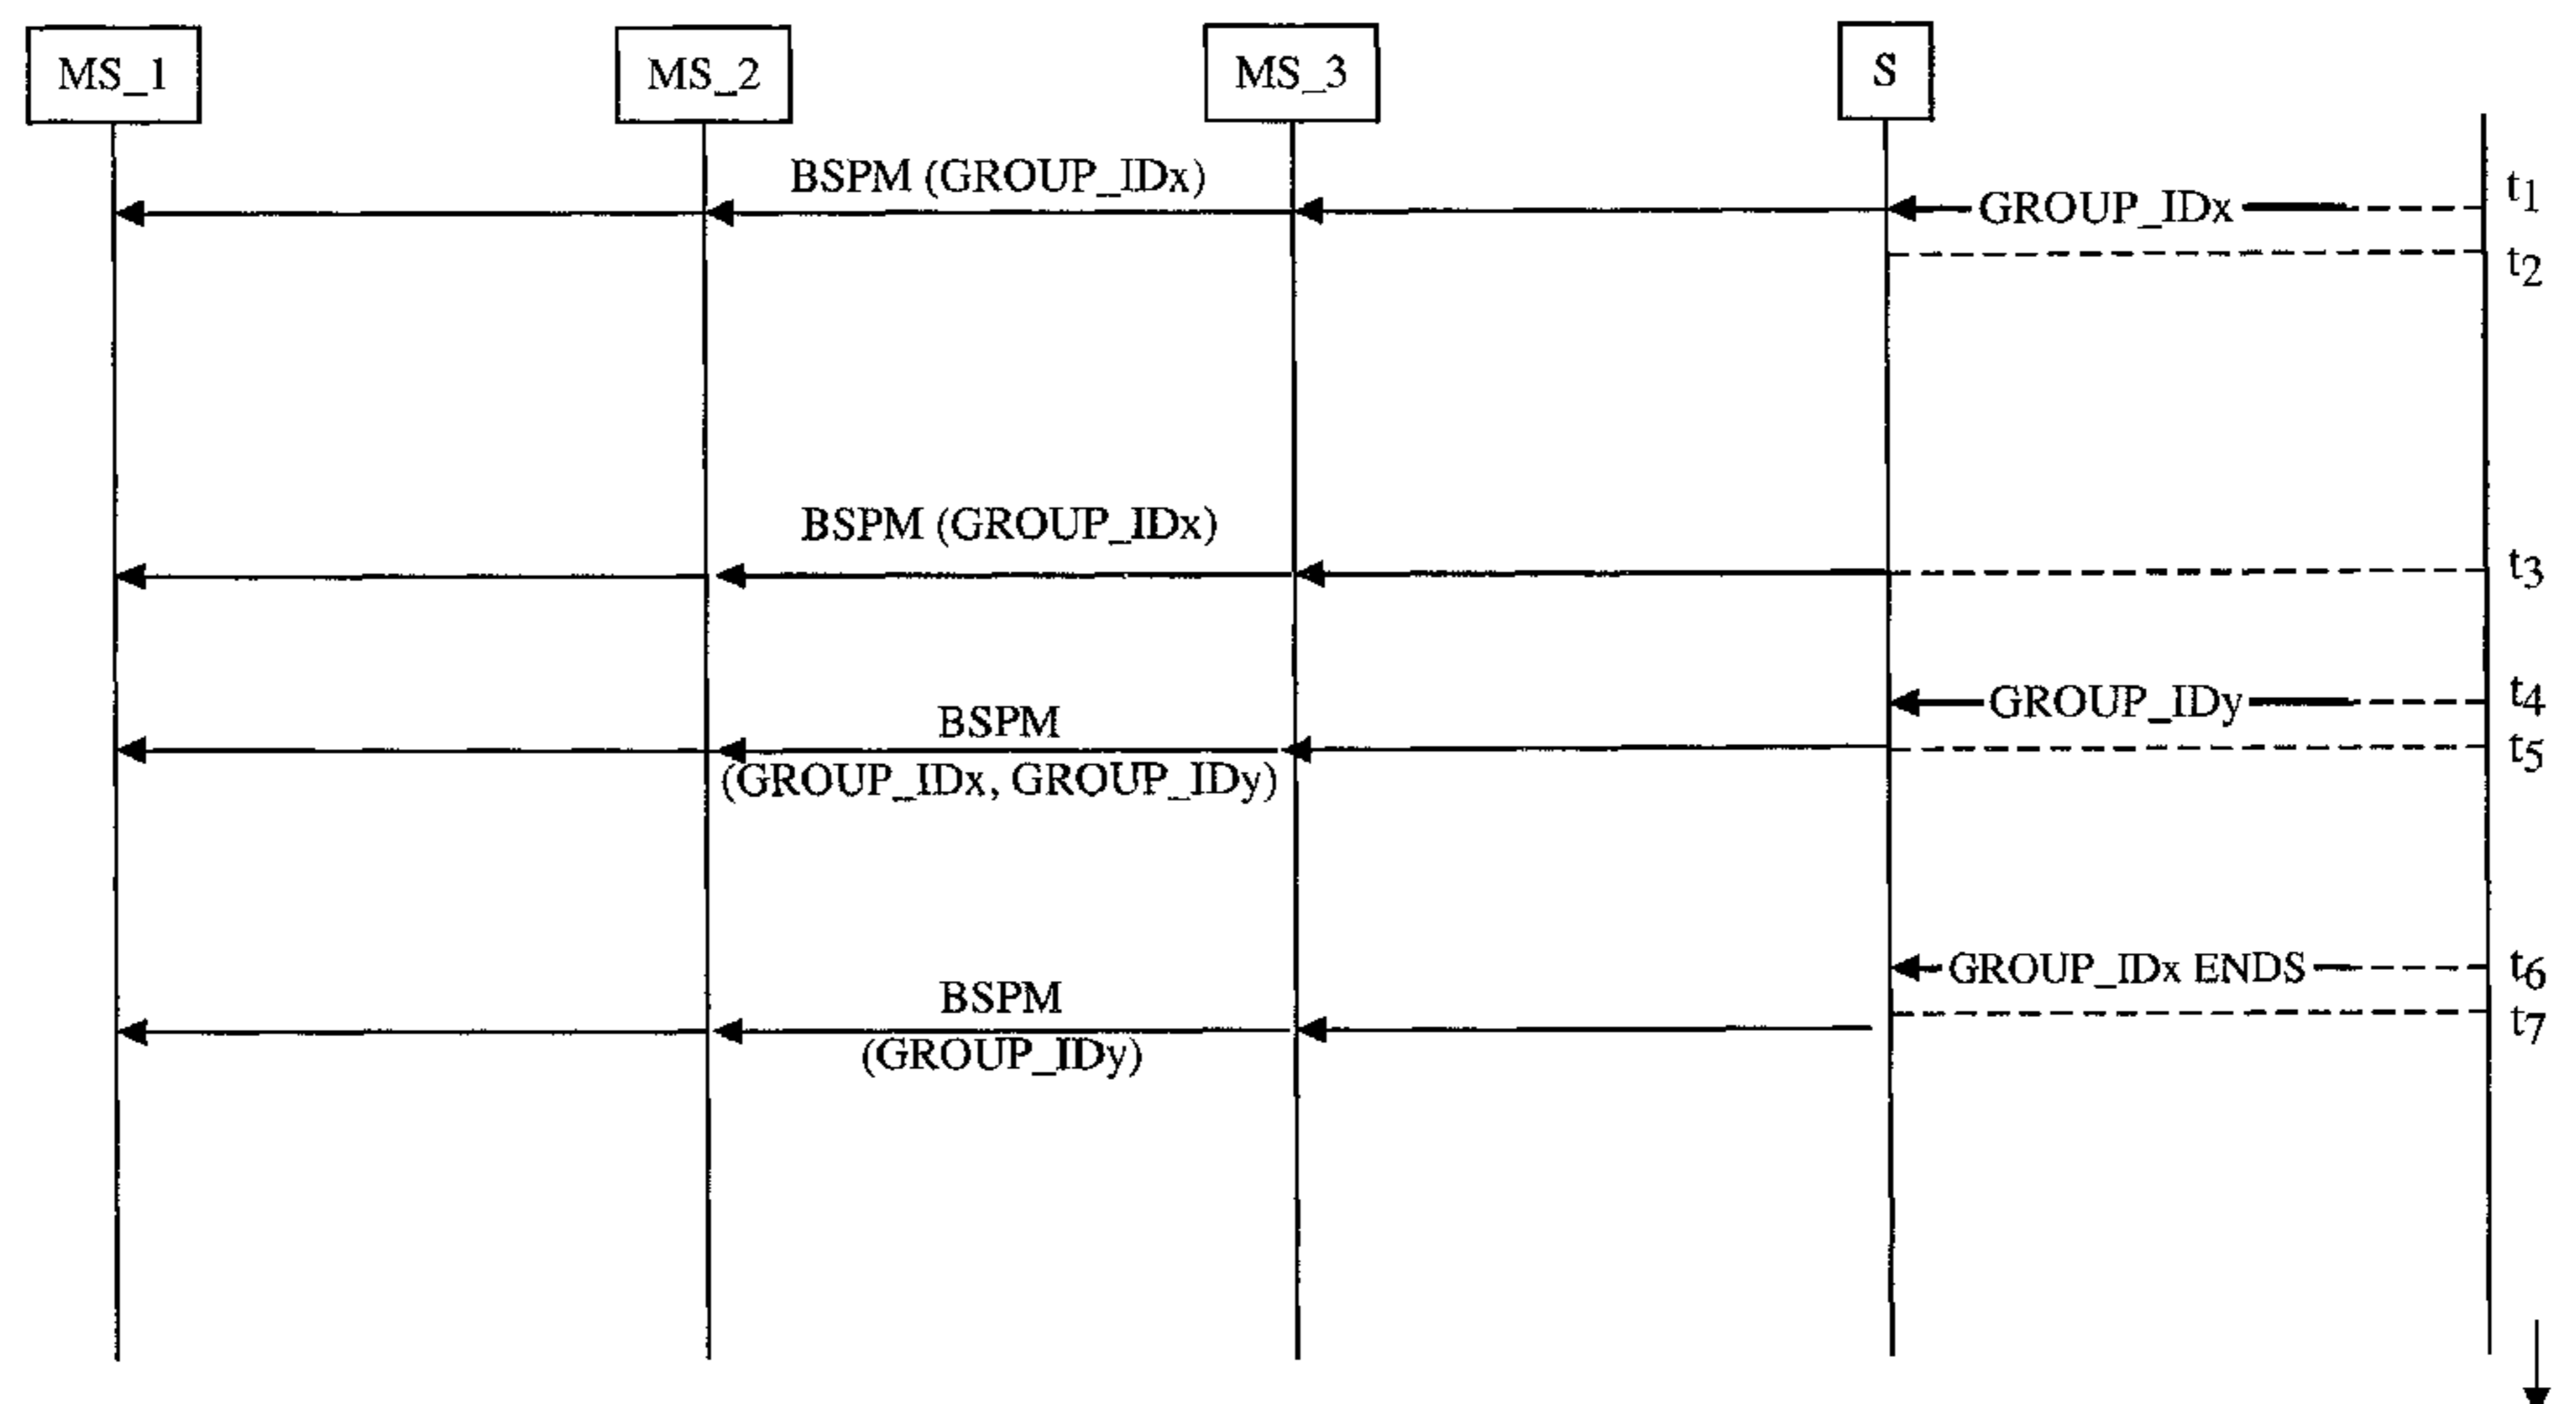 MS_1
MS_2
MS_3
S
BSPM (GROUP_IDx)
GROUP_IDx
t1
t2
BSPM (GROUP_IDx)
t3
GROUP_IDy
t4
BSPM
(GROUP_IDx, GROUP_IDy)
t5
GROUP_IDx ENDS
t6
BSPM
(GROUP_IDy)
t7